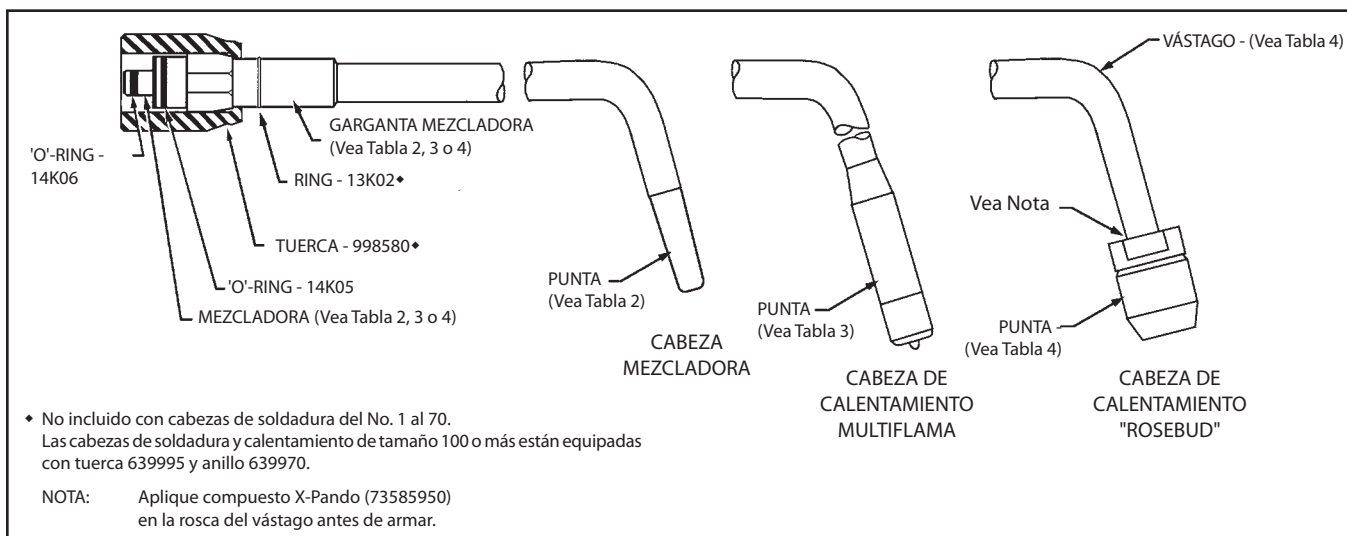 VÁSTAGO - (Vea Tabla 4)
GARGANTA MEZCLADORA
(Vea Tabla 2, 3 o 4)
'O'-RING -
14K06
RING - 13K02◆
Vea Nota
TUERCA - 998580◆
'O'-RING - 14K05
MEZCLADORA (Vea Tabla 2, 3 o 4)
PUNTA
(Vea Tabla 2)
PUNTA
(Vea Tabla 3)
PUNTA -
(Vea Tabla 4)
CABEZA
MEZCLADORA
CABEZA DE
CALENTAMIENTO
MULTIFLAMA
CABEZA DE
CALENTAMIENTO
"ROSEBUD"
◆ No incluido con cabezas de soldadura del No. 1 al 70.
Las cabezas de soldadura y calentamiento de tamaño 100 o más están equipadas
con tuerca 639995 y anillo 639970.
NOTA: Aplique compuesto X-Pando (73585950)
en la rosca del vástago antes de armar.